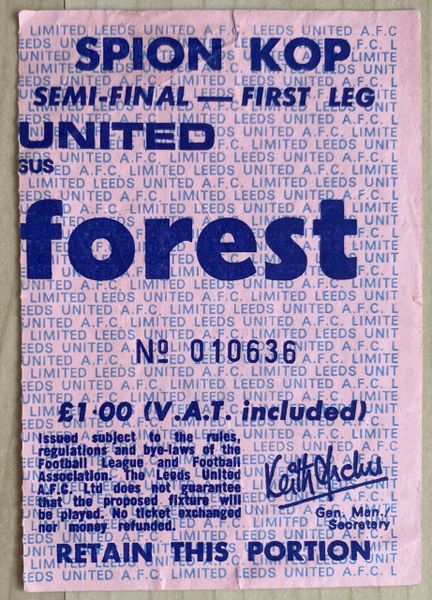 SPION KOP
SEMI-FINAL — FIRST LEG
UNITED
SUS
forest
Nº 010636
£1·00 (V.A.T. included)
Issued subject to the rules,
regulations and bye-laws of the
Football League and Football
Association. The Leeds United
A.F.C. Ltd does not guarantee
that the proposed fixture will
be played. No ticket exchanged
nor money refunded.
Keith Archer
Gen. Man./
Secretary
RETAIN THIS PORTION